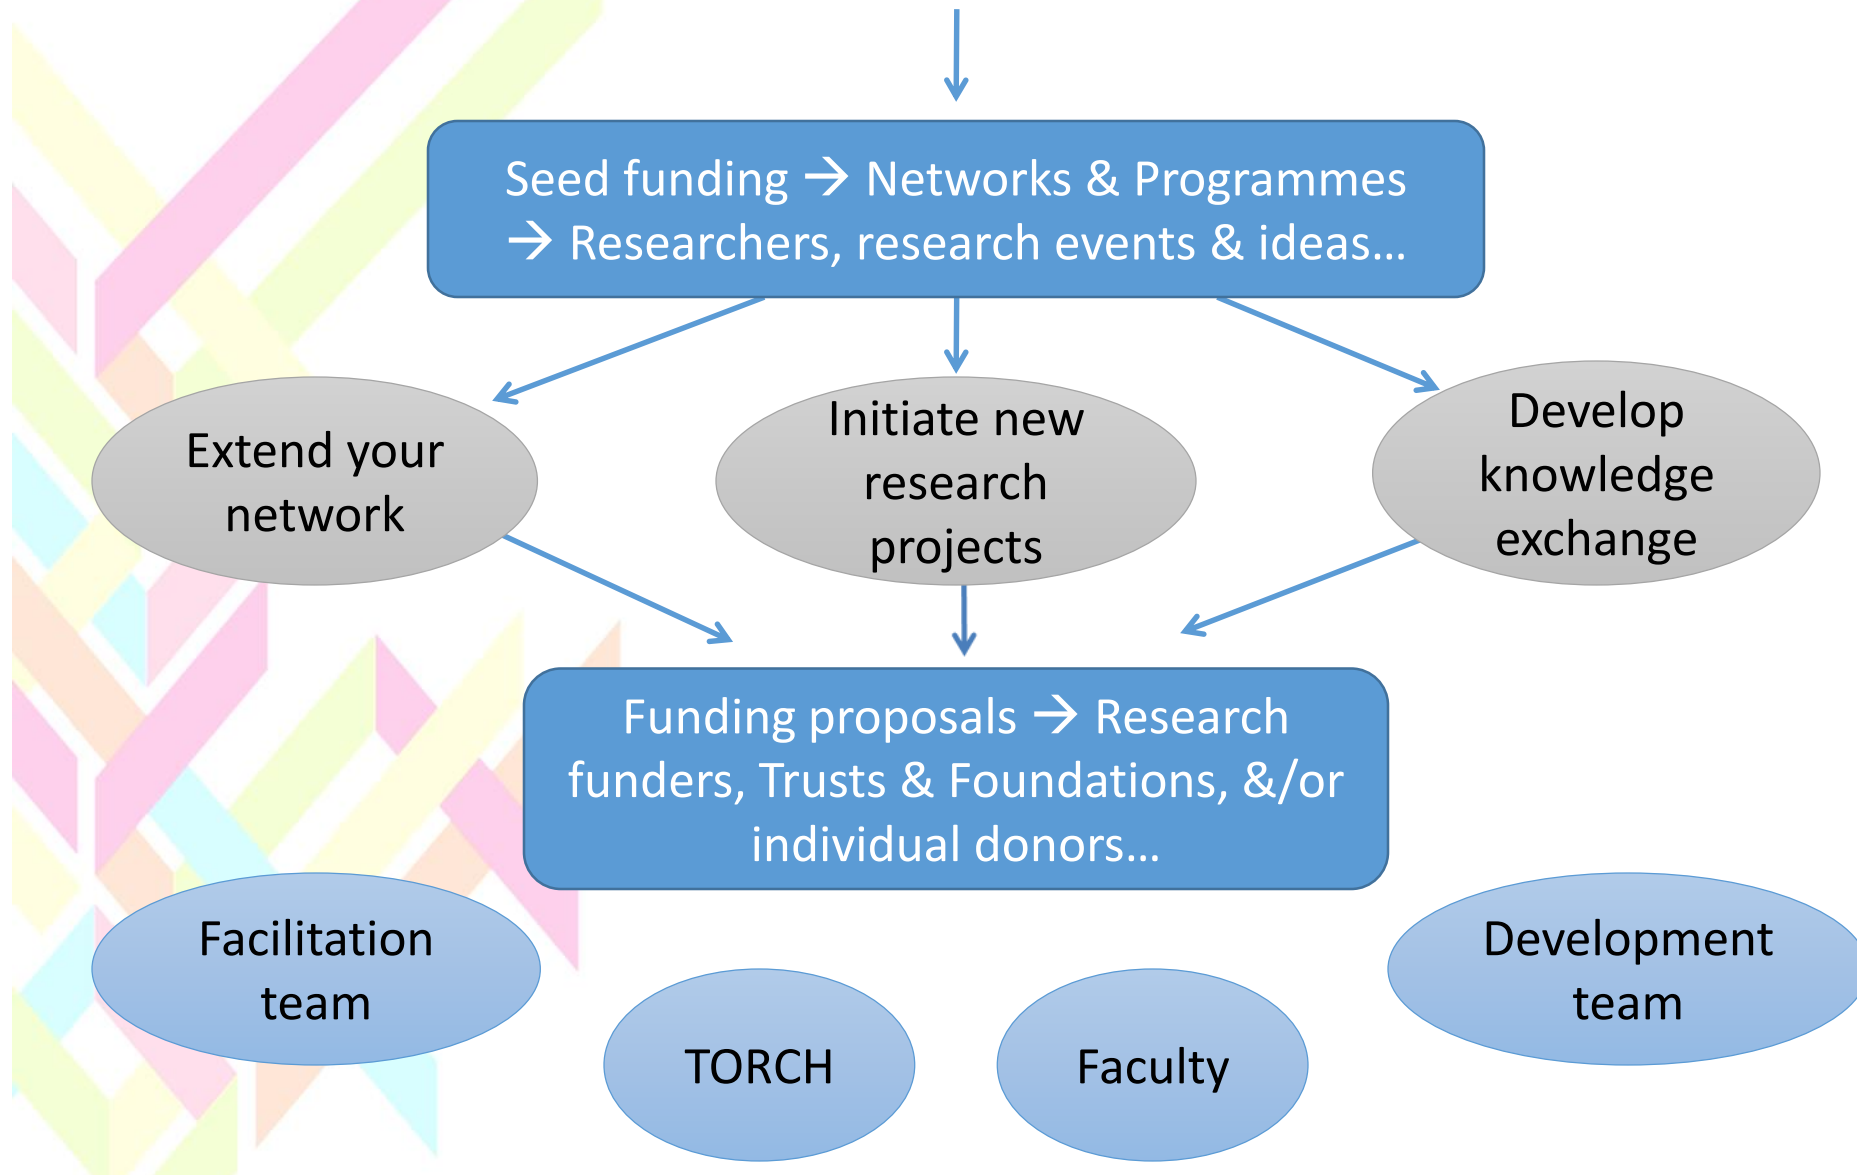 Seed funding → Networks & Programmes
→ Researchers, research events & ideas...
Extend your
network
Initiate new
research
projects
Develop
knowledge
exchange
Funding proposals → Research
funders, Trusts & Foundations, &/or
individual donors...
Facilitation
team
TORCH
Faculty
Development
team